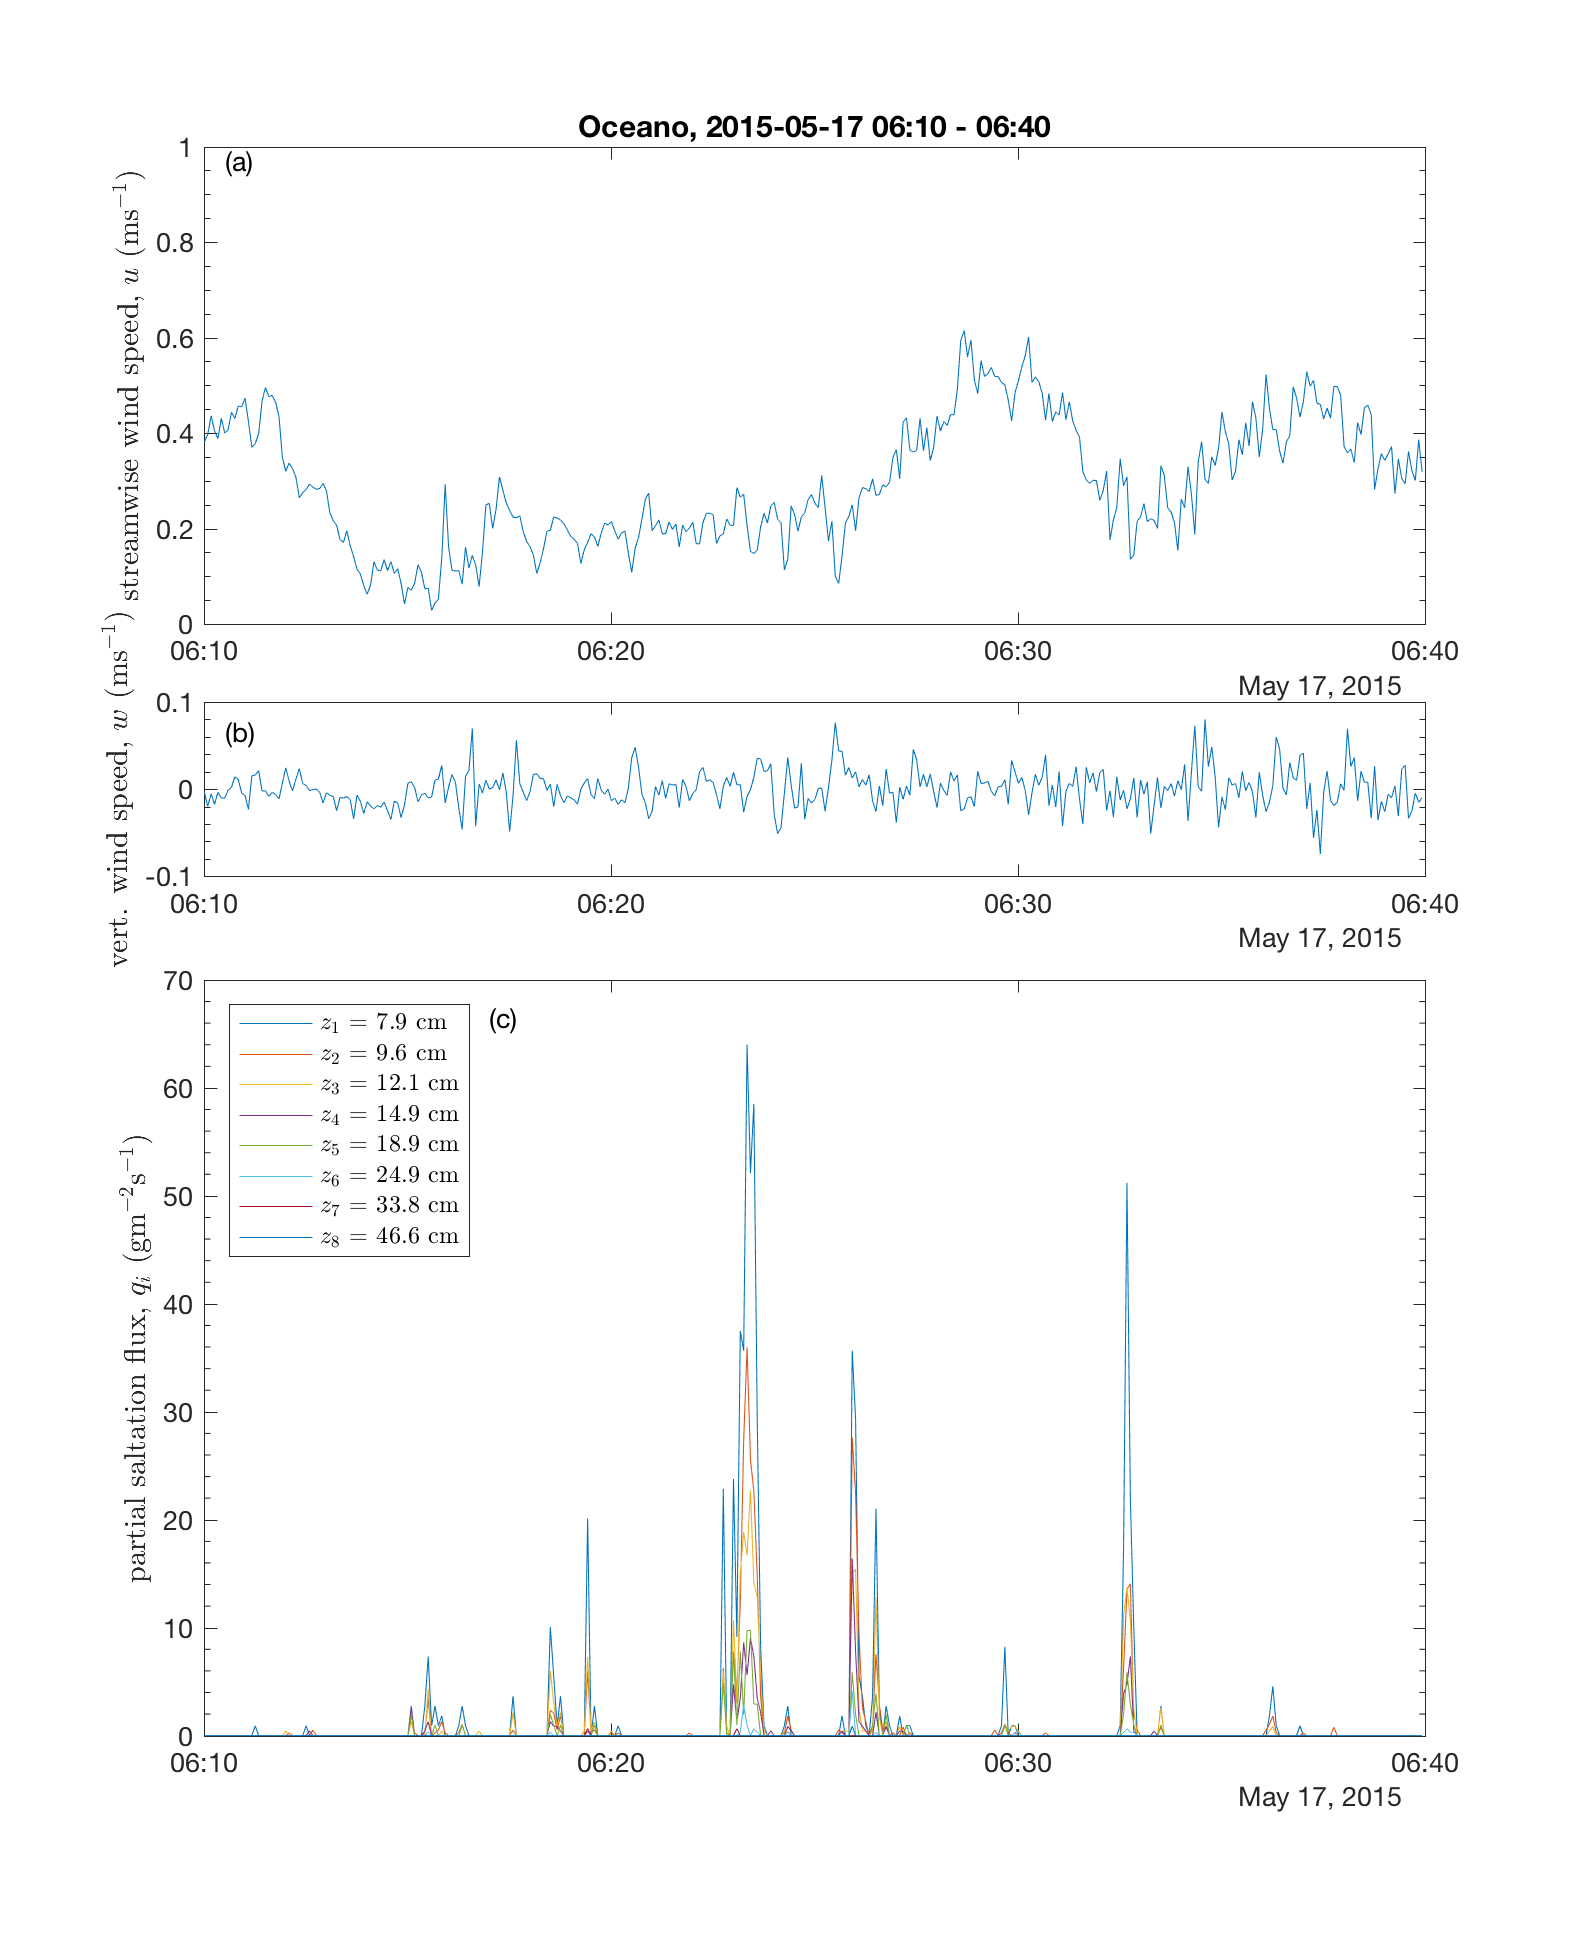 Oceano, 2015-05-17 06:10 - 06:40
streamwise wind speed, u (ms⁻¹)
(a)
1
0.8
0.6
0.4
0.2
0
06:10 06:20 06:30 06:40
May 17, 2015
vert. wind speed, w (ms⁻¹)
(b)
0.1
0
-0.1
06:10 06:20 06:30 06:40
May 17, 2015
partial saltation flux, qᵢ (gm⁻²s⁻¹)
(c)
70
60
50
40
30
20
10
0
z₁ = 7.9 cm
z₂ = 9.6 cm
z₃ = 12.1 cm
z₄ = 14.9 cm
z₅ = 18.9 cm
z₆ = 24.9 cm
z₇ = 33.8 cm
z₈ = 46.6 cm
06:10 06:20 06:30 06:40
May 17, 2015